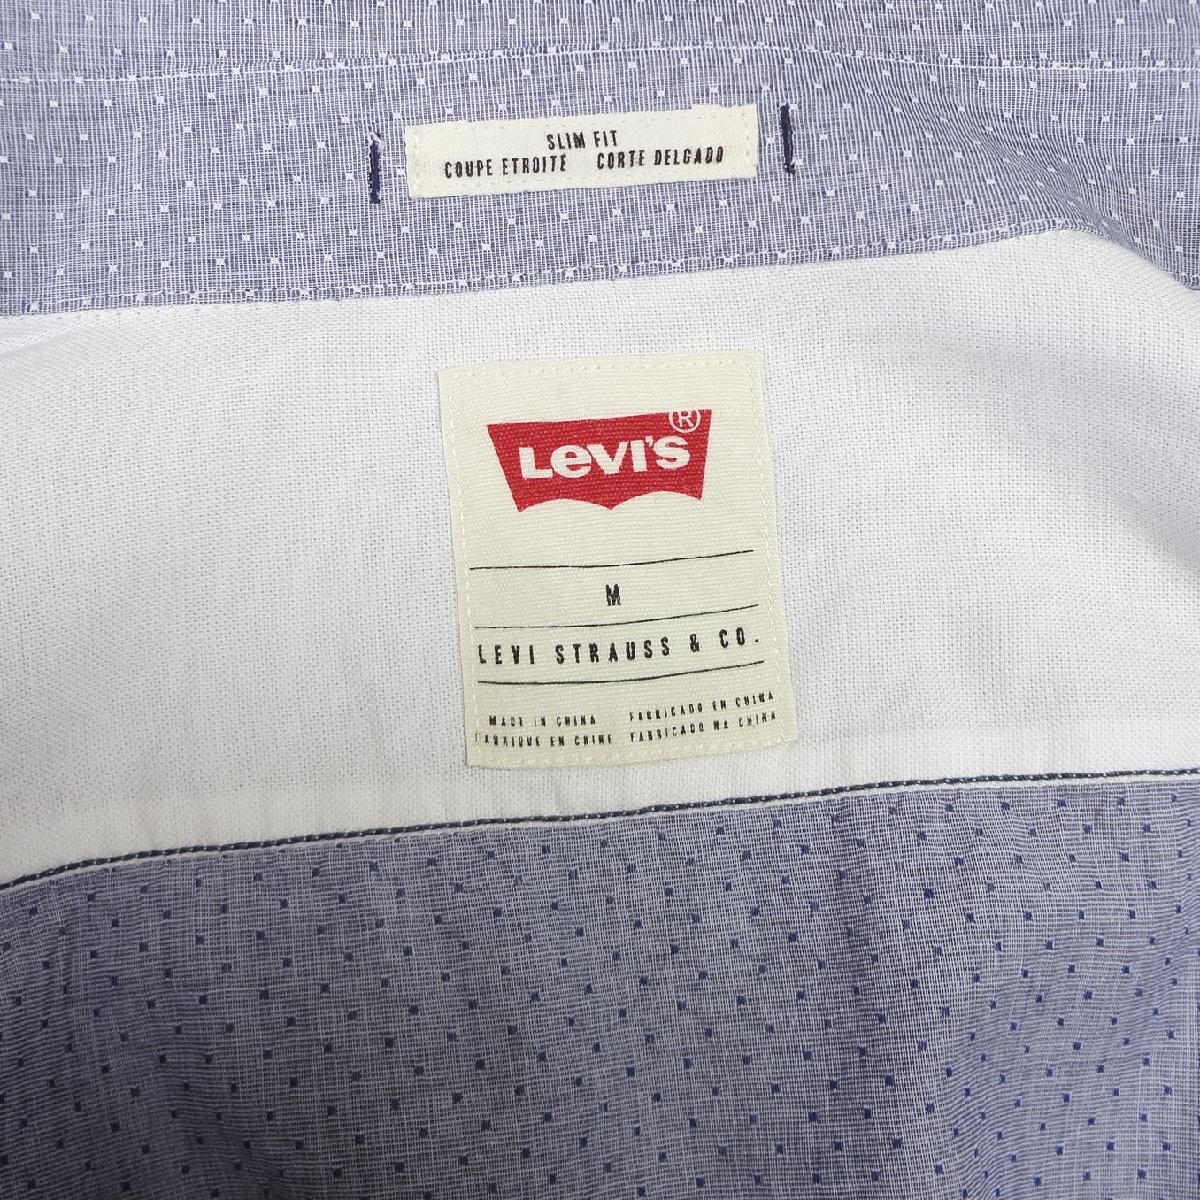 SLIM FIT
COUPE ETROITE CORTE DELGADO
LEVI'S ®
M
LEVI STRAUSS & CO.
MADE IN CHINA FABRICADO EN CHINA
FABRIQUE EN CHINE FABRICADO NA CHINA